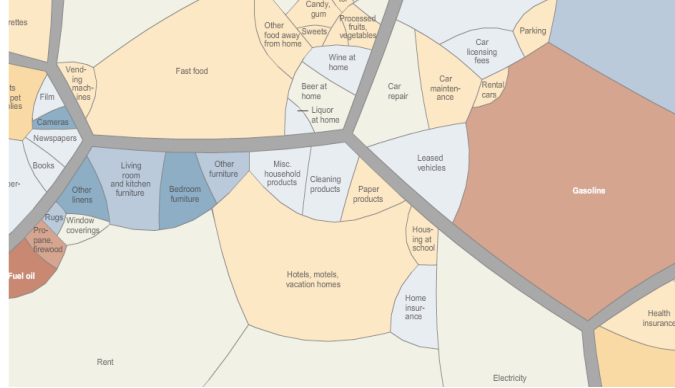 Candy,
gum
Other
food away
from home
Sweets
Processed
fruits,
vegetables
Car
licensing
fees
Parking
Fast food
Vend-
ing
mach-
ines
Wine at
home
Beer at
home
Liquor
at home
Car
repair
Car
mainten-
ance
Rental
cars
Film
pet
Cameras
Newspapers
Books
Living
room
and kitchen
furniture
Other
linens
Bedroom
furniture
Other
furniture
Misc.
household
products
Cleaning
products
Paper
products
Leased
vehicles
Gasoline
Rugs
Window
coverings
Pro-
pane,
firewood
Fuel oil
Hous-
ing at
school
Hotels, motels,
vacation homes
Home
insur-
ance
Health
insurance
Rent
Electricity